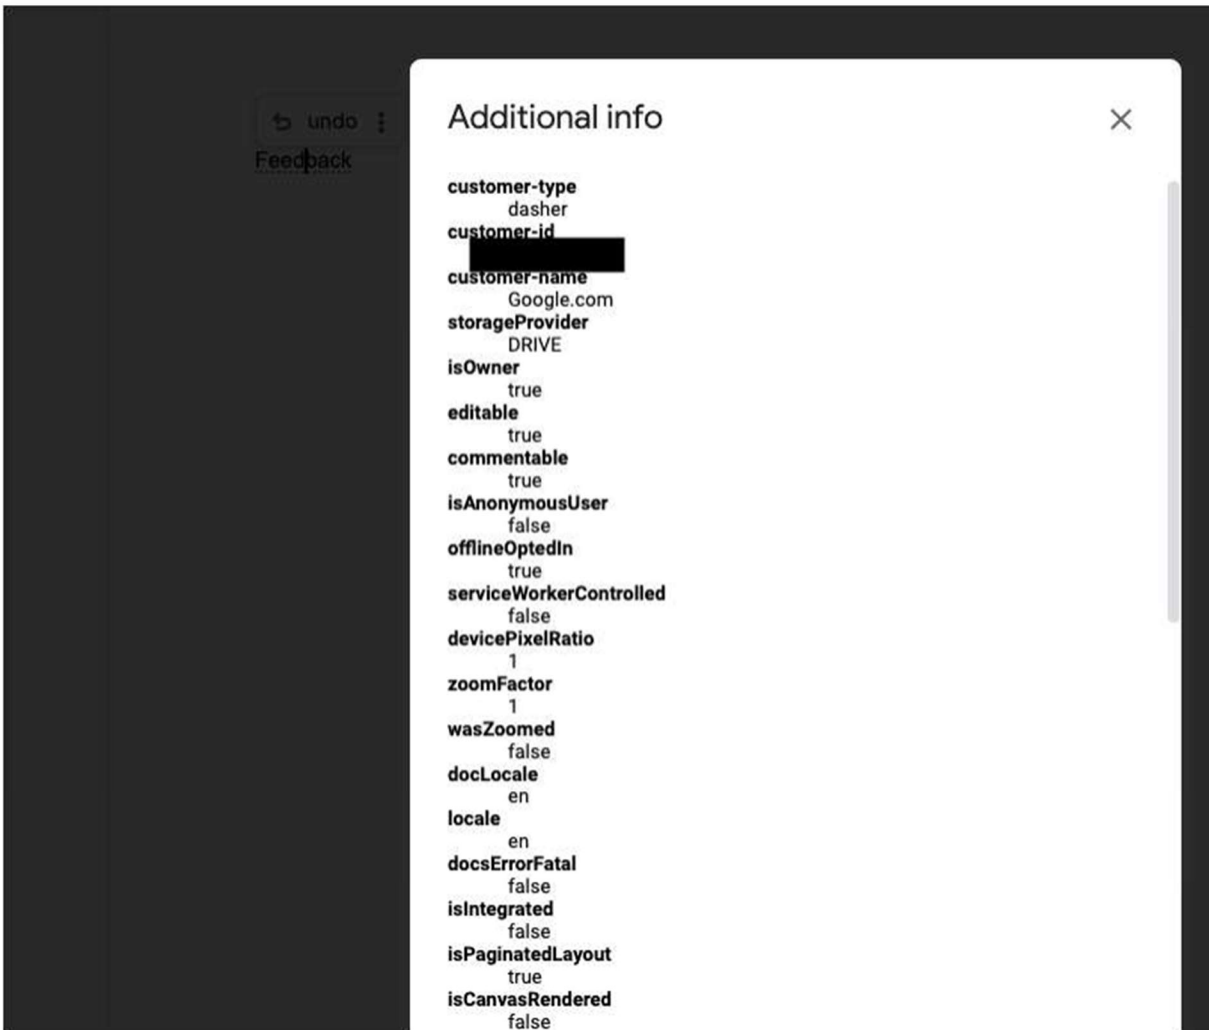 undo
Feedback
Additional info
customer-type
dasher
customer-id
customer-name
Google.com
storageProvider
DRIVE
isOwner
true
editable
true
commentable
true
isAnonymousUser
false
offlineOptedIn
true
serviceWorkerControlled
false
devicePixelRatio
1
zoomFactor
1
wasZoomed
false
docLocale
en
locale
en
docsErrorFatal
false
isIntegrated
false
isPaginatedLayout
true
isCanvasRendered
false